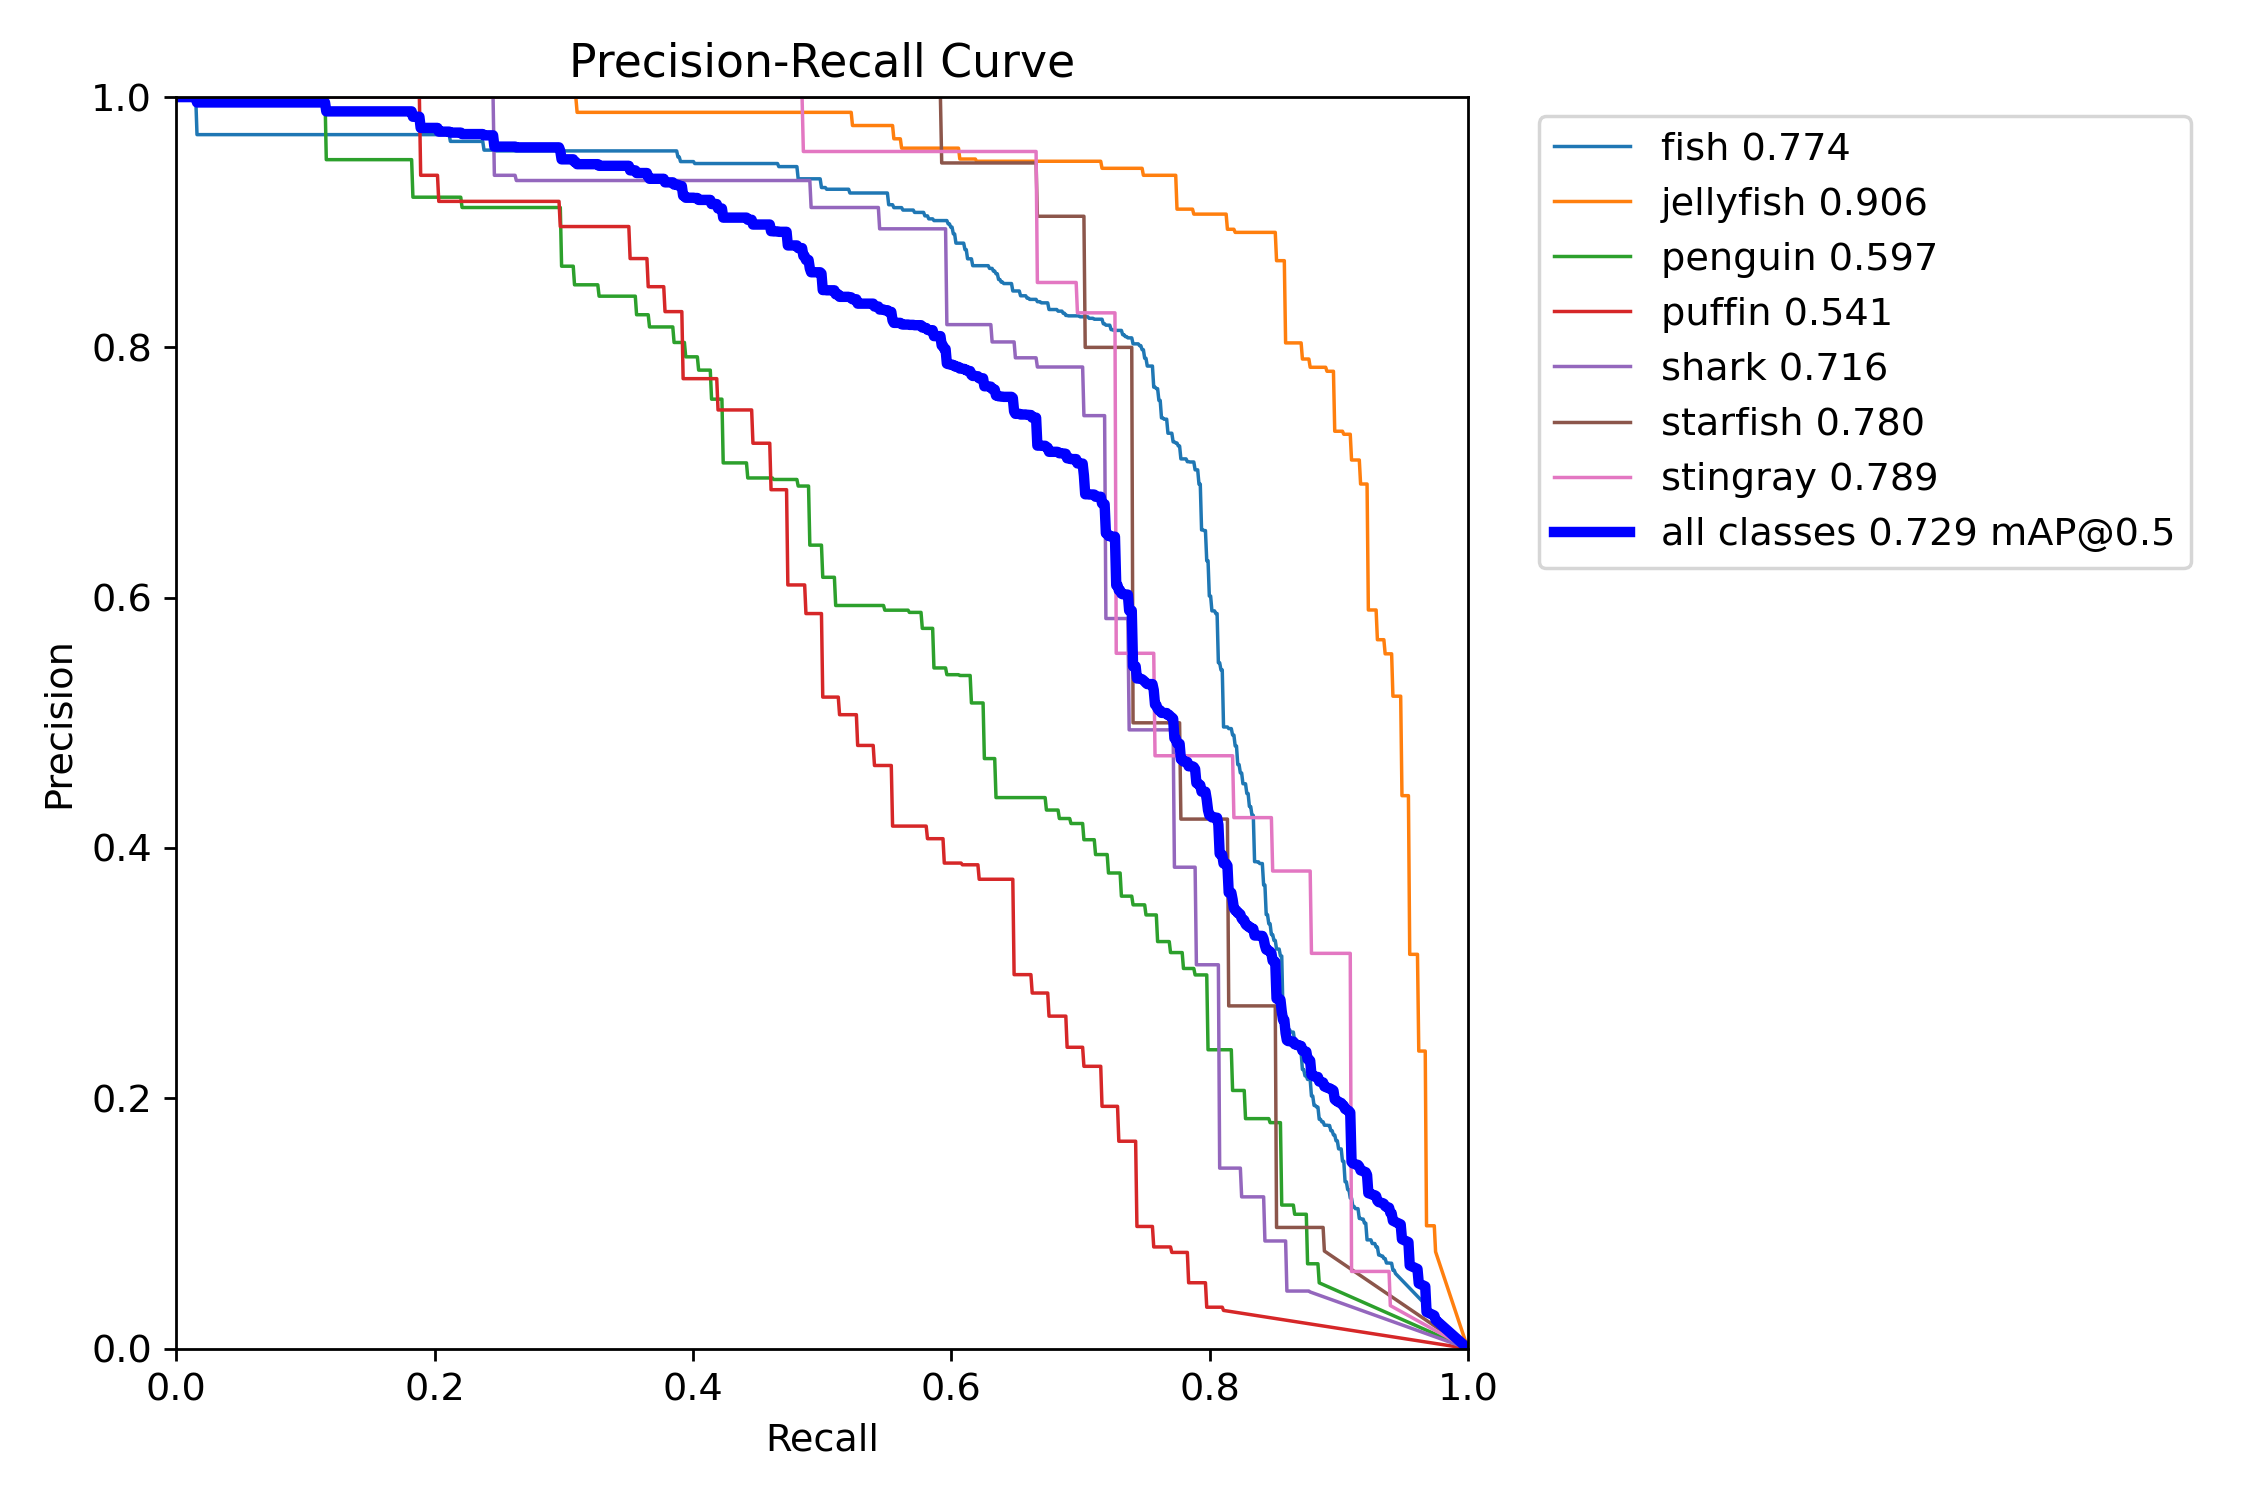 Precision-Recall Curve
1.0
0.8
0.6
0.4
0.2
0.0
Precision
0.0 0.2 0.4 0.6 0.8 1.0
Recall
fish 0.774
jellyfish 0.906
penguin 0.597
puffin 0.541
shark 0.716
starfish 0.780
stingray 0.789
all classes 0.729 mAP@0.5